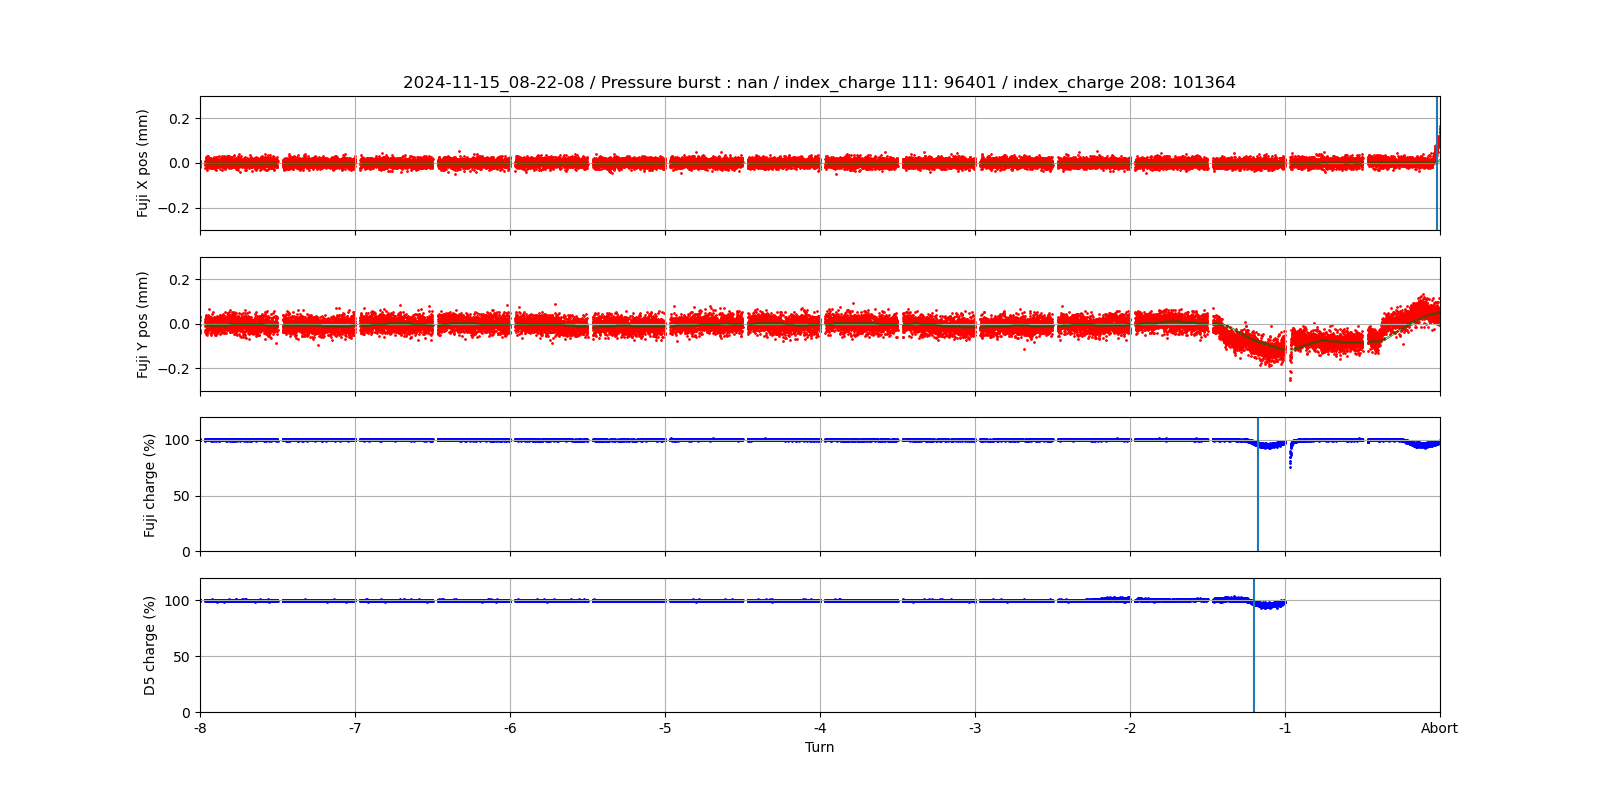 2024-11-15_08-22-08 / Pressure burst : nan / index_charge 111: 96401 / index_charge 208: 101364
Fuji X pos (mm)
0.2
0.0
−0.2
Fuji Y pos (mm)
0.2
0.0
−0.2
Fuji charge (%)
100
50
0
D5 charge (%)
100
50
0
-8 -7 -6 -5 -4 -3 -2 -1 Abort
Turn